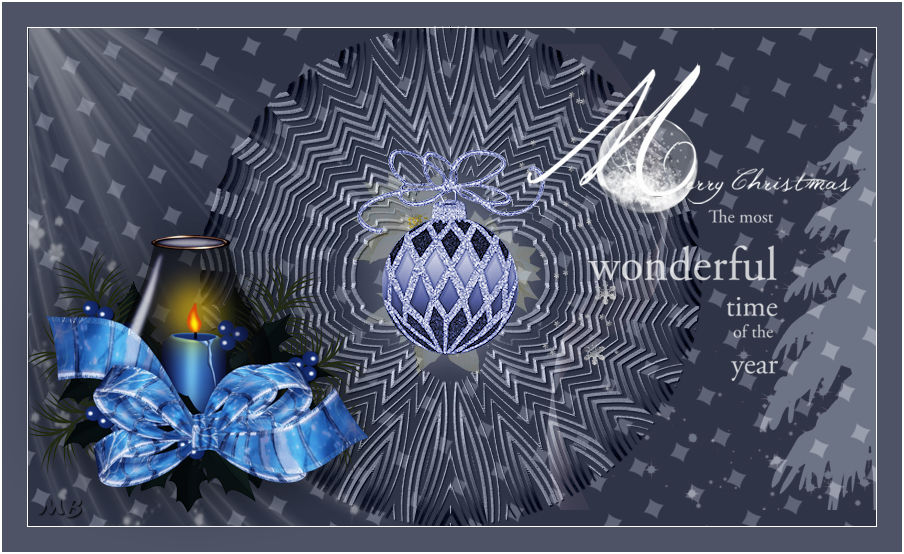 Merry Christmas
The most
wonderful
time
of the
year
MB